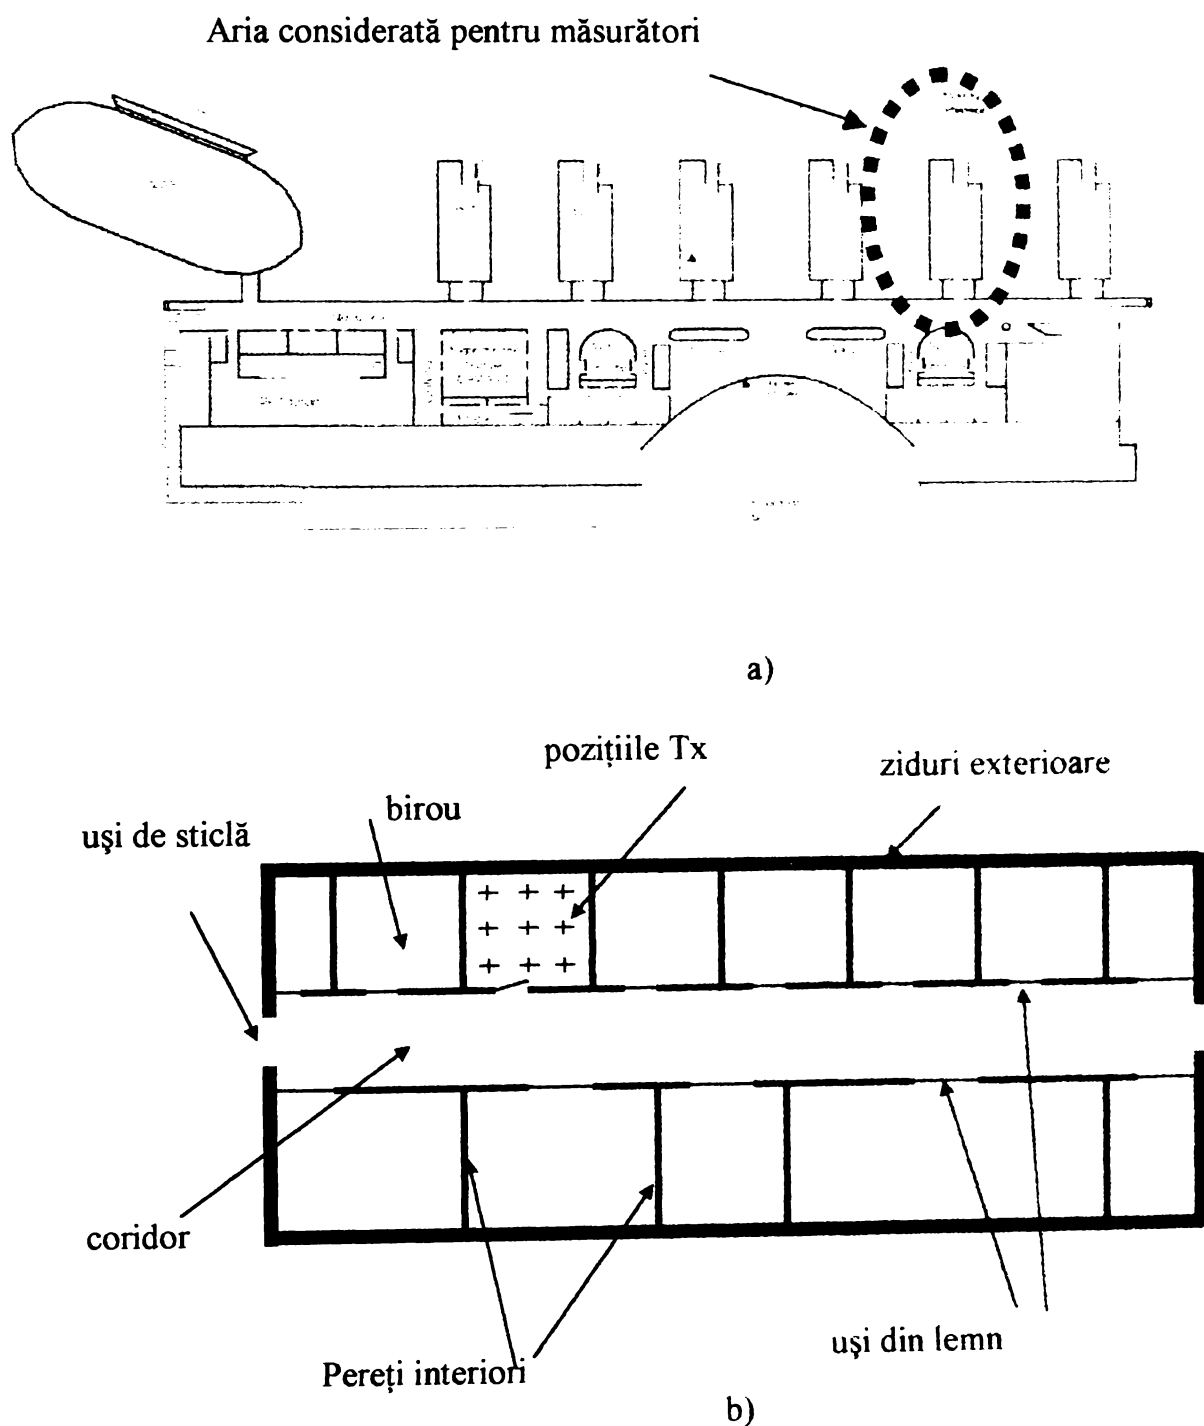 Aria considerată pentru măsurători
a)
pozițiile Tx
ziduri exterioare
birou
uşi de sticlă
coridor
uşi din lemn
Pereți interiori
b)